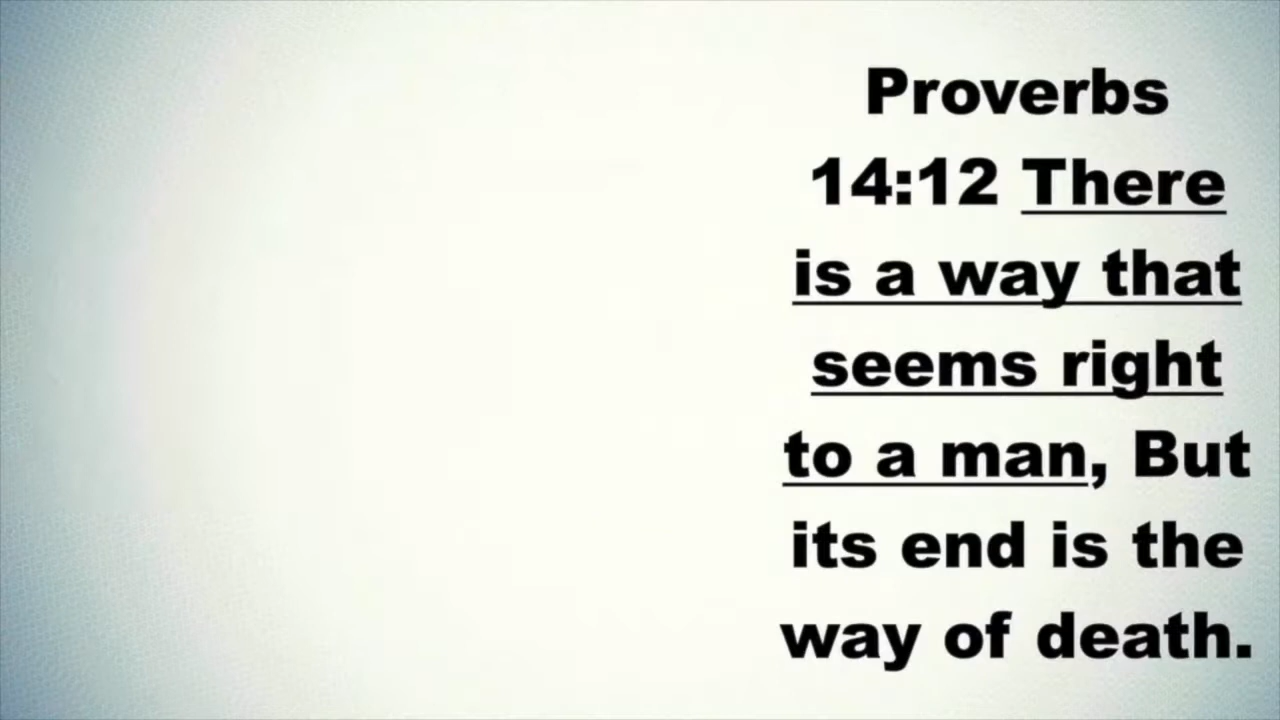 Proverbs
14:12 There
is a way that
seems right
to a man, But
its end is the
way of death.